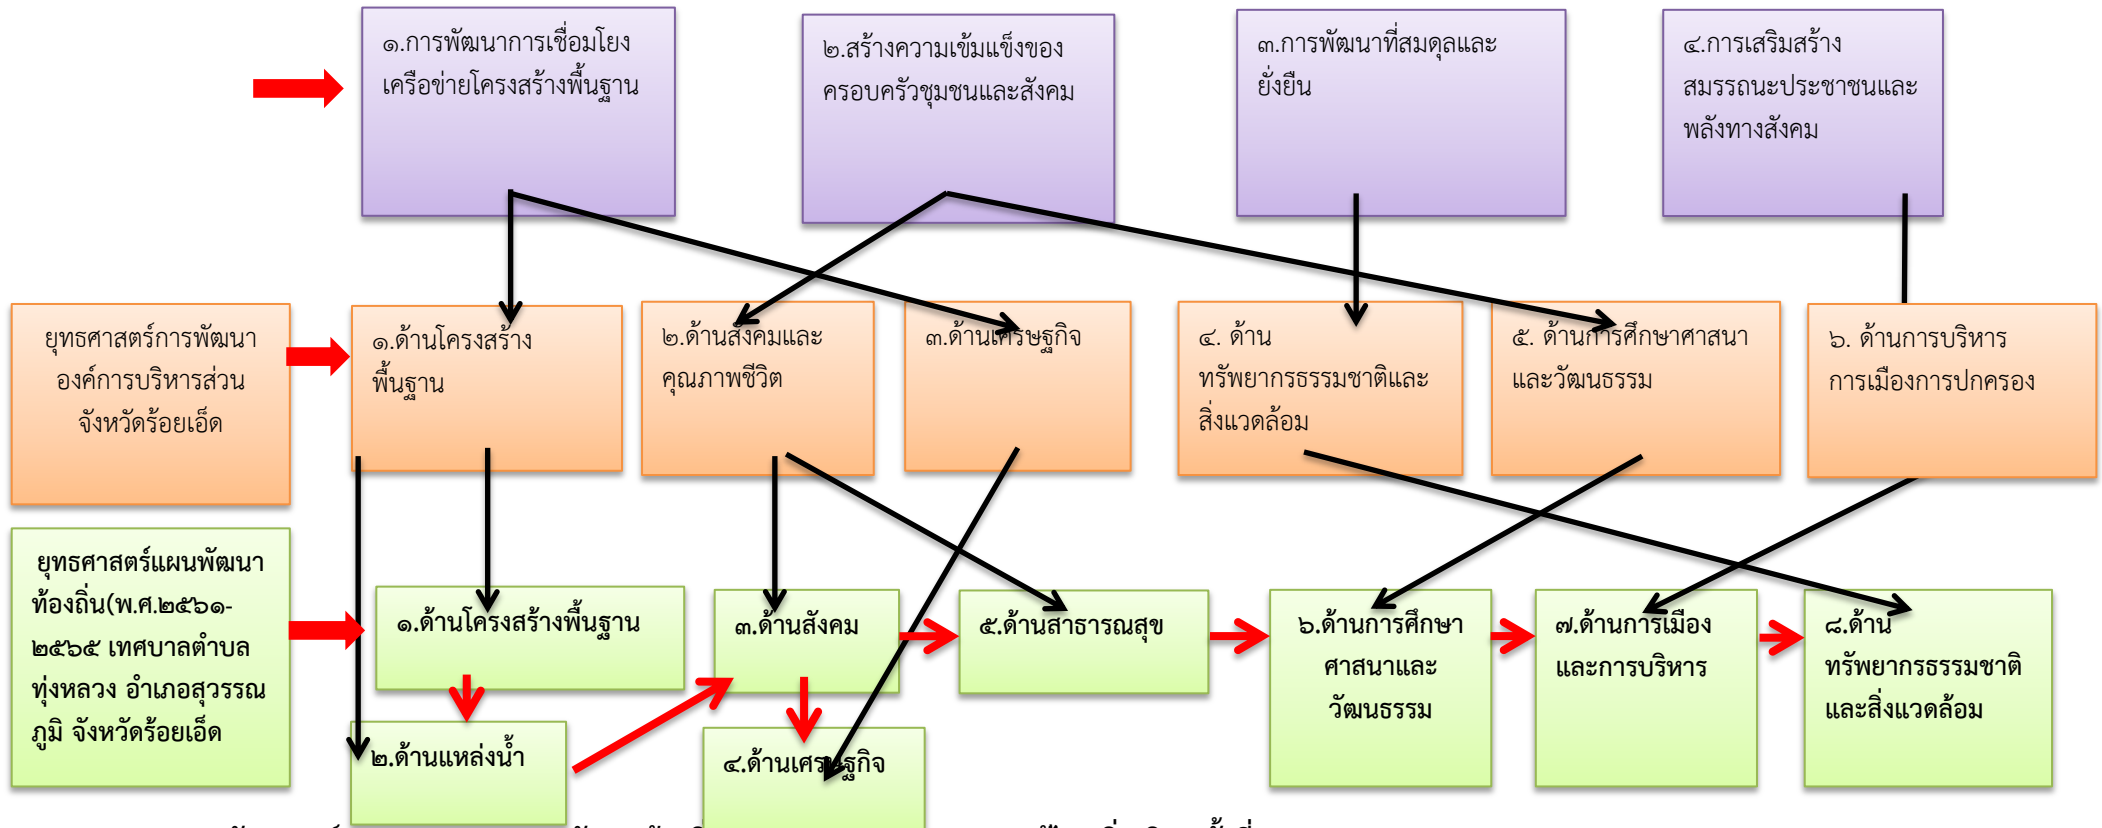 ๑.การพัฒนาการเชื่อมโยง
เครือข่ายโครงสร้างพื้นฐาน
๒.สร้างความเข้มแข็งของ
ครอบครัวชุมชนและสังคม
๓.การพัฒนาที่สมดุลและ
ยั่งยืน
๔.การเสริมสร้าง
สมรรถนะประชาชนและ
พลังทางสังคม
ยุทธศาสตร์การพัฒนา
องค์การบริหารส่วน
จังหวัดร้อยเอ็ด
๑.ด้านโครงสร้าง
พื้นฐาน
๒.ด้านสังคมและ
คุณภาพชีวิต
๓.ด้านเศรษฐกิจ
๔. ด้าน
ทรัพยากรธรรมชาติและ
สิ่งแวดล้อม
๕. ด้านการศึกษาศาสนา
และวัฒนธรรม
๖. ด้านการบริหาร
การเมืองการปกครอง
ยุทธศาสตร์แผนพัฒนา
ท้องถิ่น(พ.ศ.๒๕๖๑-
๒๕๖๕ เทศบาลตำบล
ทุ่งหลวง อำเภอสุวรรณ
ภูมิ จังหวัดร้อยเอ็ด
๑.ด้านโครงสร้างพื้นฐาน
๒.ด้านแหล่งน้ำ
๓.ด้านสังคม
๔.ด้านเศรษฐกิจ
๕.ด้านสาธารณสุข
๖.ด้านการศึกษา
ศาสนาและ
วัฒนธรรม
๗.ด้านการเมือง
และการบริหาร
๘.ด้าน
ทรัพยากรธรรมชาติ
และสิ่งแวดล้อม